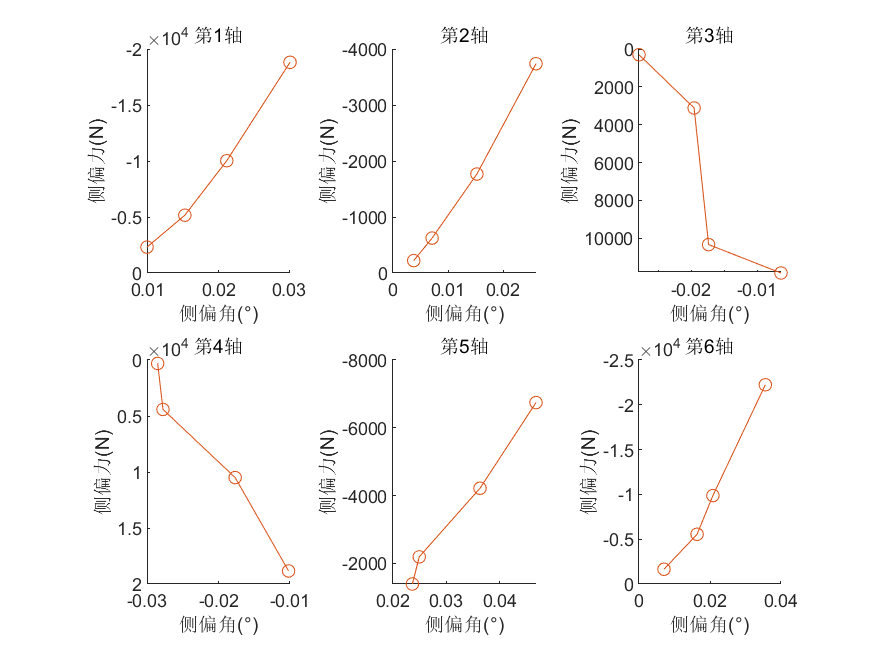 ×10⁴ 第1轴
-2
-1.5
-1
-0.5
0
侧偏力(N)
0.01 0.02 0.03
侧偏角(°)
第2轴
-4000
-3000
-2000
-1000
0
侧偏力(N)
0 0.01 0.02
侧偏角(°)
第3轴
0
2000
4000
6000
8000
10000
侧偏力(N)
-0.02 -0.01
侧偏角(°)
×10⁴ 第4轴
0
0.5
1
1.5
2
侧偏力(N)
-0.03 -0.02 -0.01
侧偏角(°)
第5轴
-8000
-6000
-4000
-2000
侧偏力(N)
0.02 0.03 0.04
侧偏角(°)
×10⁴ 第6轴
-2.5
-2
-1.5
-1
-0.5
0
侧偏力(N)
0 0.02 0.04
侧偏角(°)